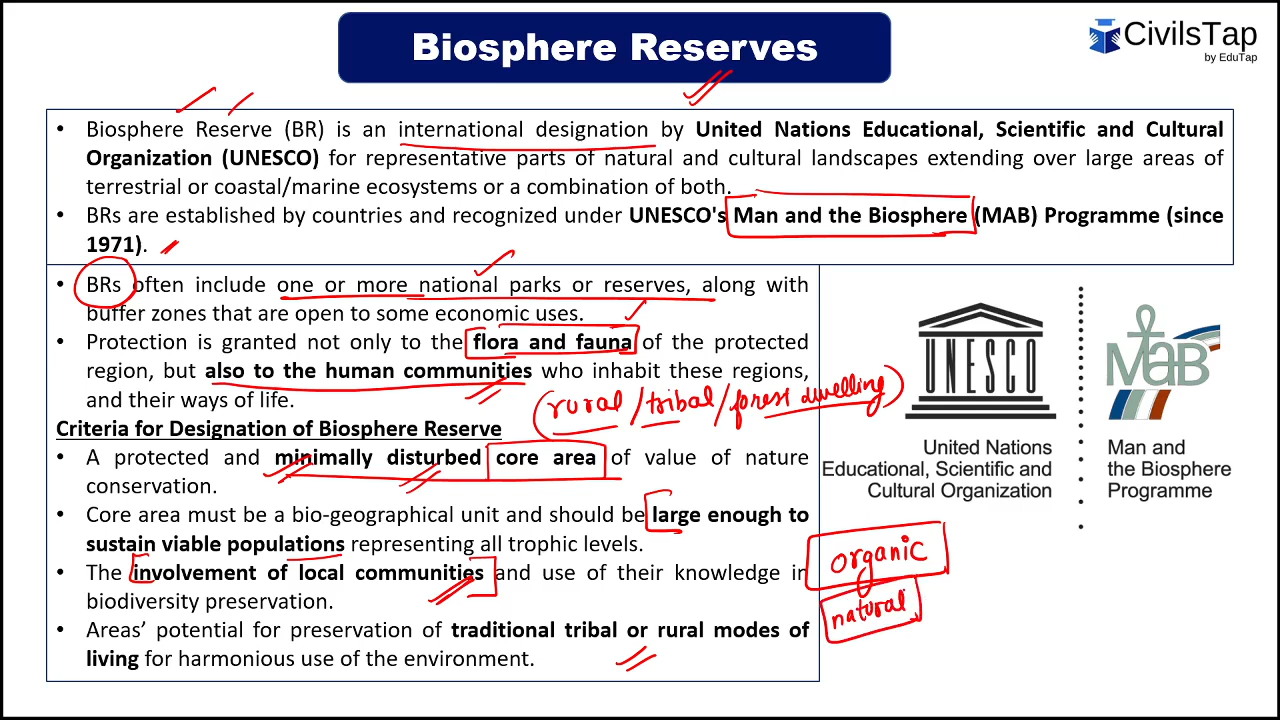 Biosphere Reserves
CivilsTap
by EduTap
• Biosphere Reserve (BR) is an international designation by United Nations Educational, Scientific and Cultural
Organization (UNESCO) for representative parts of natural and cultural landscapes extending over large areas of
terrestrial or coastal/marine ecosystems or a combination of both.
• BRs are established by countries and recognized under UNESCO's Man and the Biosphere (MAB) Programme (since
1971).
• BRs often include one or more national parks or reserves, along with
buffer zones that are open to some economic uses.
• Protection is granted not only to the flora and fauna of the protected
region, but also to the human communities who inhabit these regions,
and their ways of life.
(rural/tribal/forest dwelling)
Criteria for Designation of Biosphere Reserve
• A protected and minimally disturbed core area of value of nature
conservation.
• Core area must be a bio-geographical unit and should be large enough to
sustain viable populations representing all trophic levels.
• The involvement of local communities and use of their knowledge in
biodiversity preservation.
• Areas’ potential for preservation of traditional tribal or rural modes of
living for harmonious use of the environment.
UNESCO
United Nations
Educational, Scientific and
Cultural Organization
MaB
Man and
the Biosphere
Programme
organic
natural